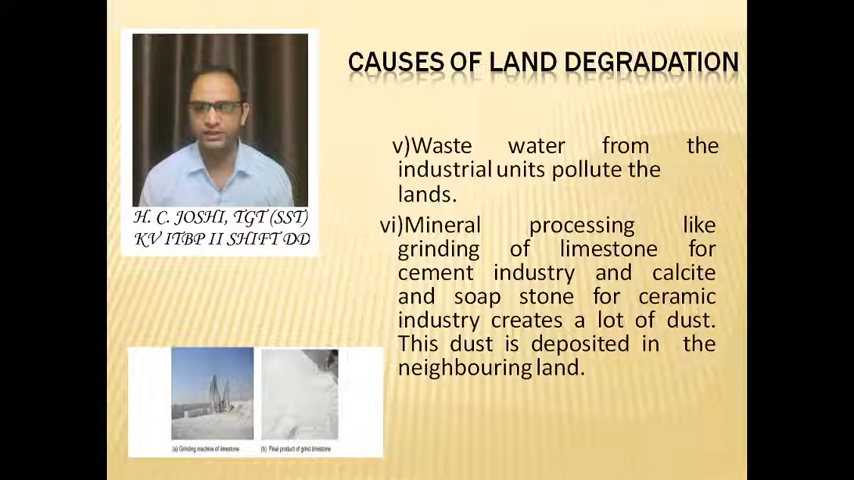 CAUSES OF LAND DEGRADATION
H. C. JOSHI, TGT (SST)
KV ITBP II SHIFT DD
v)Waste water from the
industrial units pollute the
lands.
vi)Mineral processing like
grinding of limestone for
cement industry and calcite
and soap stone for ceramic
industry creates a lot of dust.
This dust is deposited in the
neighbouring land.
(a) Grinding machine of limestone
(b) Final product of grind limestone